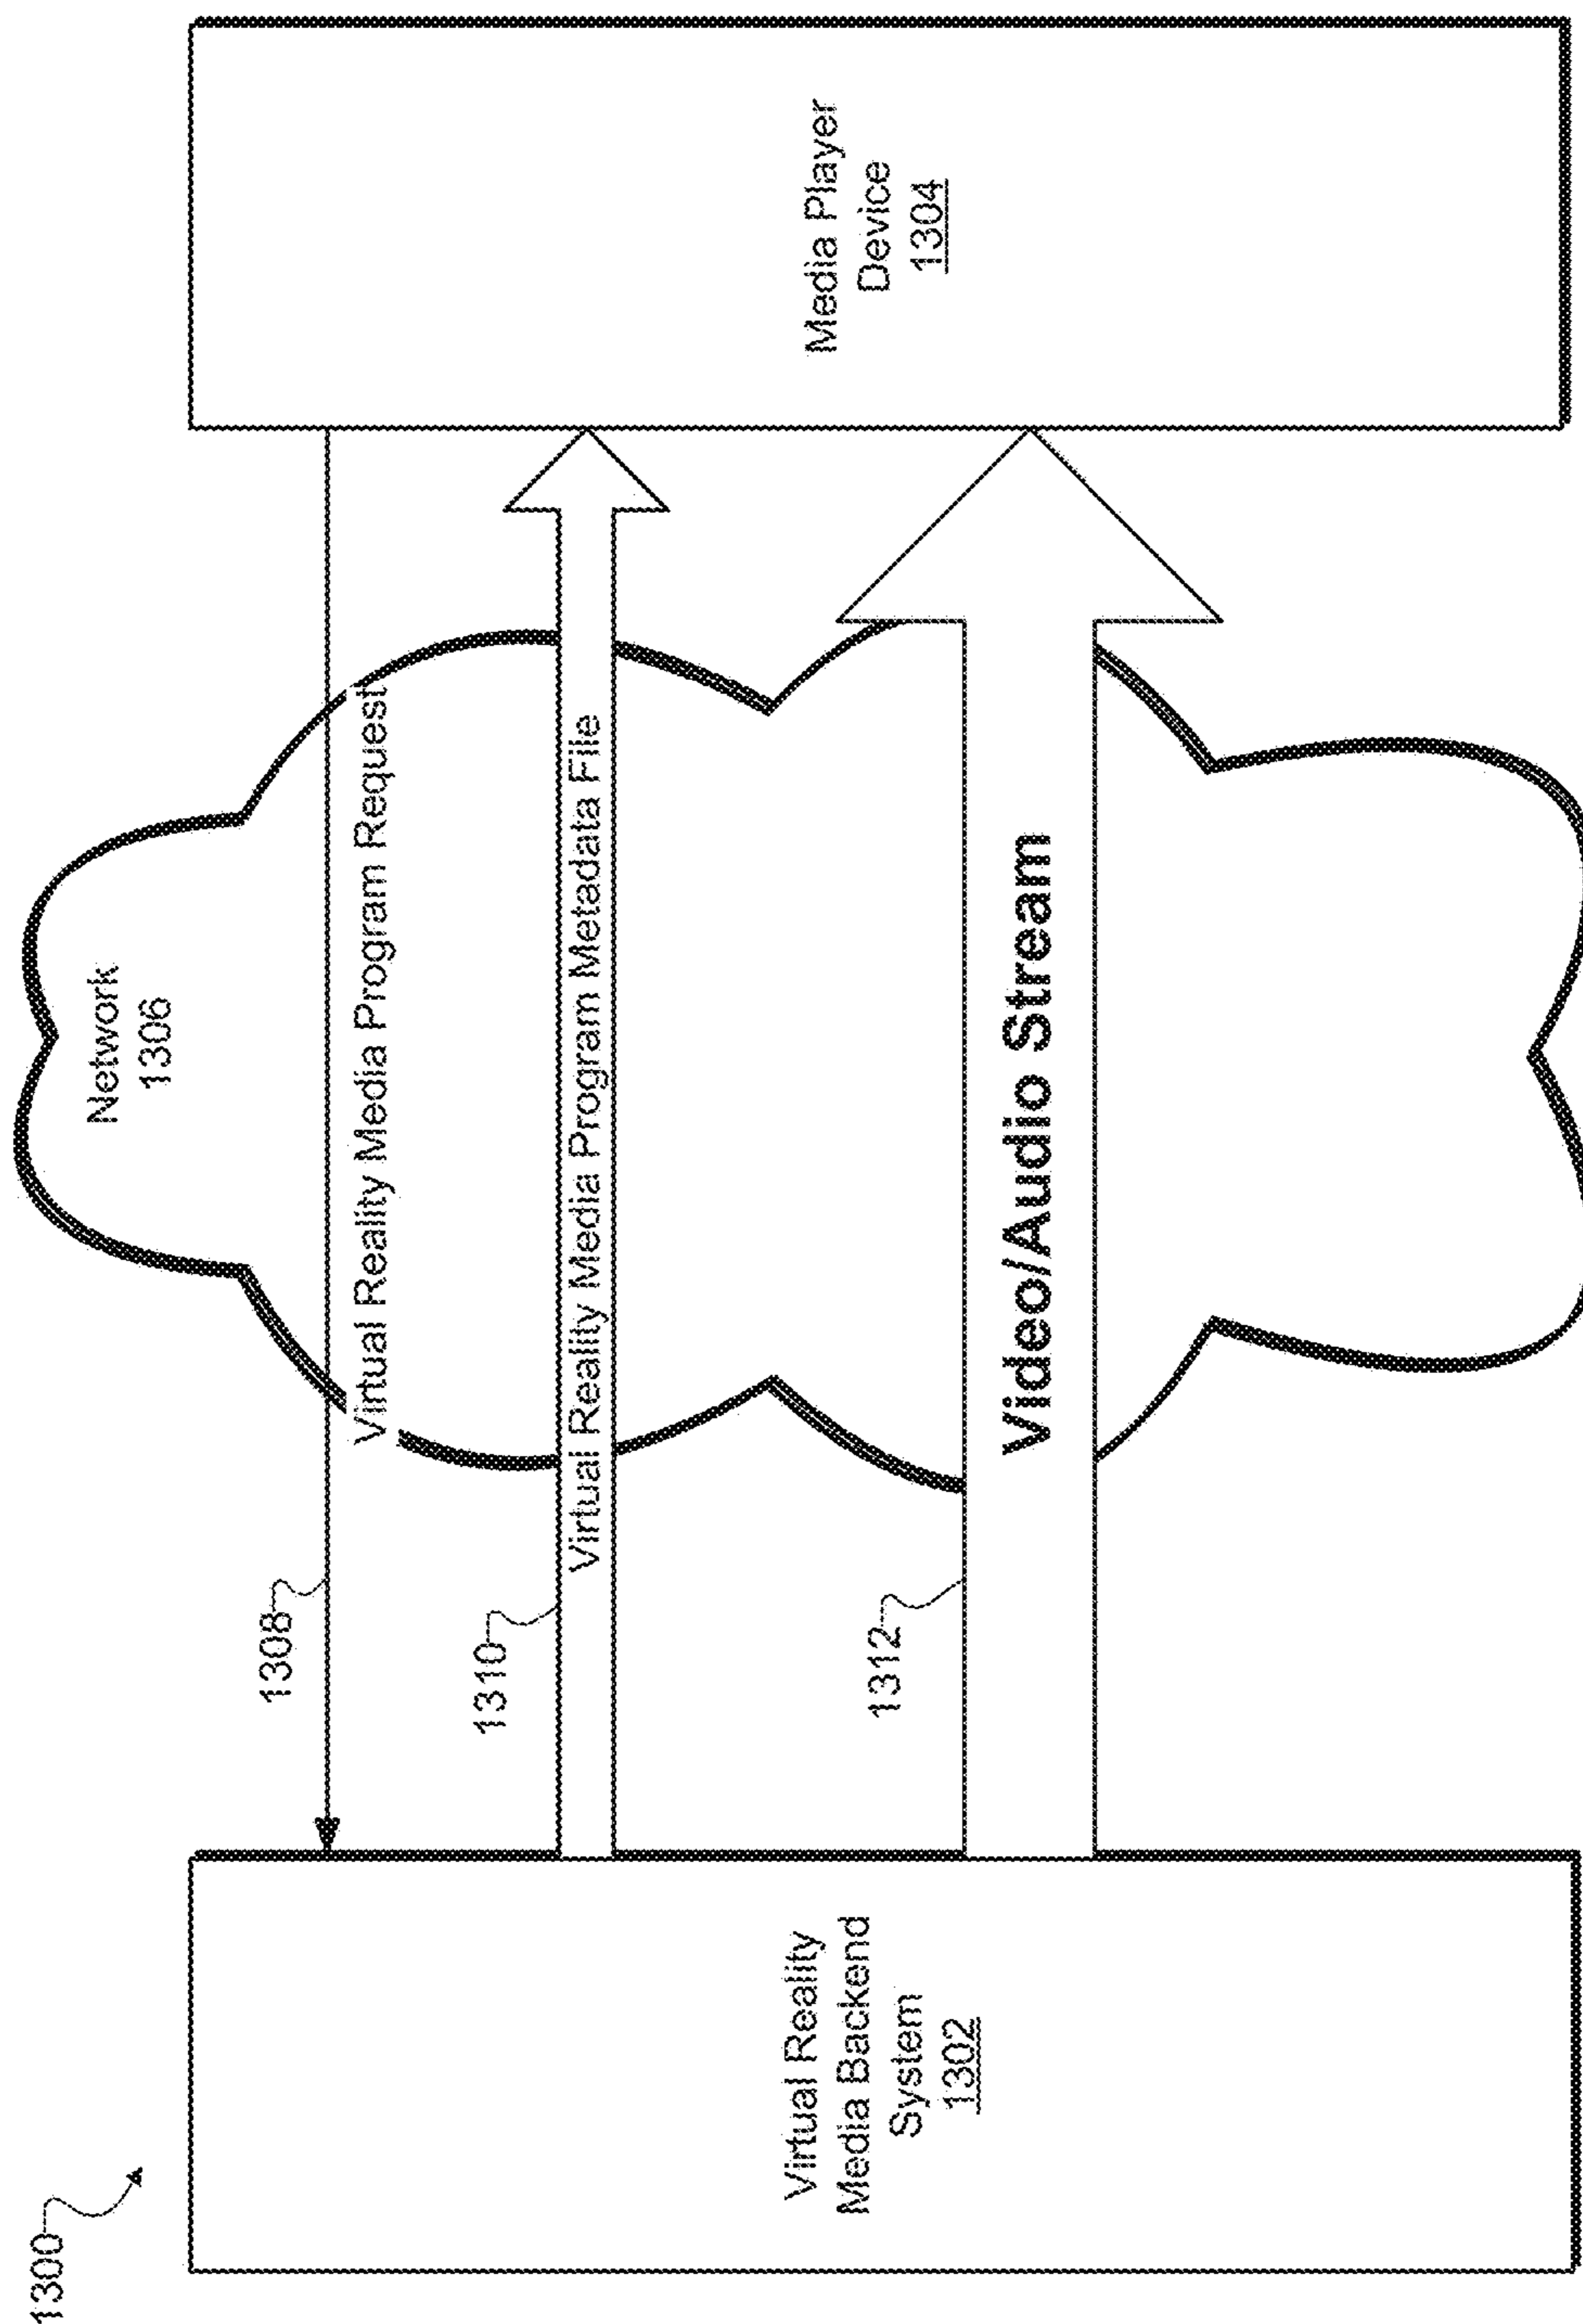 1300
Network
1306
Virtual Reality
Media Backend
System
1302
1308
Virtual Reality Media Program Request
1310
Virtual Reality Media Program Metadata File
1312
Video/Audio Stream
Media Player
Device
1304